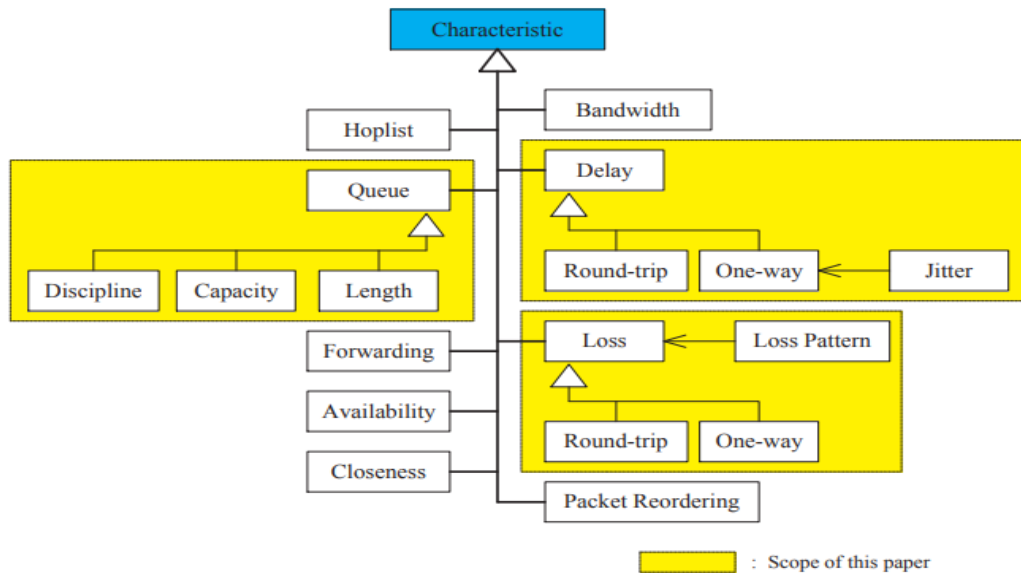 Characteristic
Bandwidth
Hoplist
Delay
Queue
Round-trip
One-way
Jitter
Discipline
Capacity
Length
Loss
Loss Pattern
Forwarding
Availability
Round-trip
One-way
Closeness
Packet Reordering
: Scope of this paper